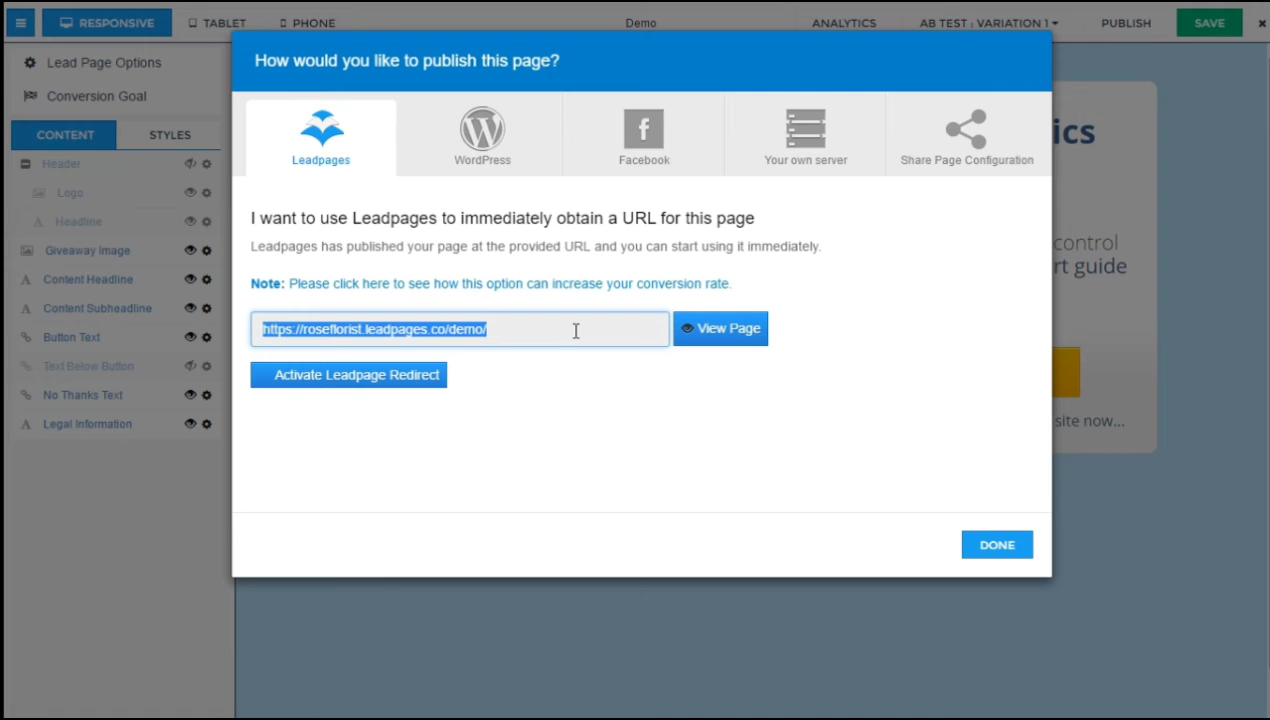 RESPONSIVE TABLET PHONE Demo ANALYTICS AB TEST : VARIATION 1 PUBLISH SAVE
Lead Page Options
Conversion Goal
CONTENT STYLES
Header
Logo
Headline
Giveaway Image
Content Headline
Content Subheadline
Button Text
Text Below Button
No Thanks Text
Legal Information
How would you like to publish this page?
Leadpages WordPress Facebook Your own server Share Page Configuration
I want to use Leadpages to immediately obtain a URL for this page
Leadpages has published your page at the provided URL and you can start using it immediately.
Note: Please click here to see how this option can increase your conversion rate.
https://roseflorist.leadpages.co/demo/ View Page
Activate Leadpage Redirect
DONE
ics
control
rt guide
site now...